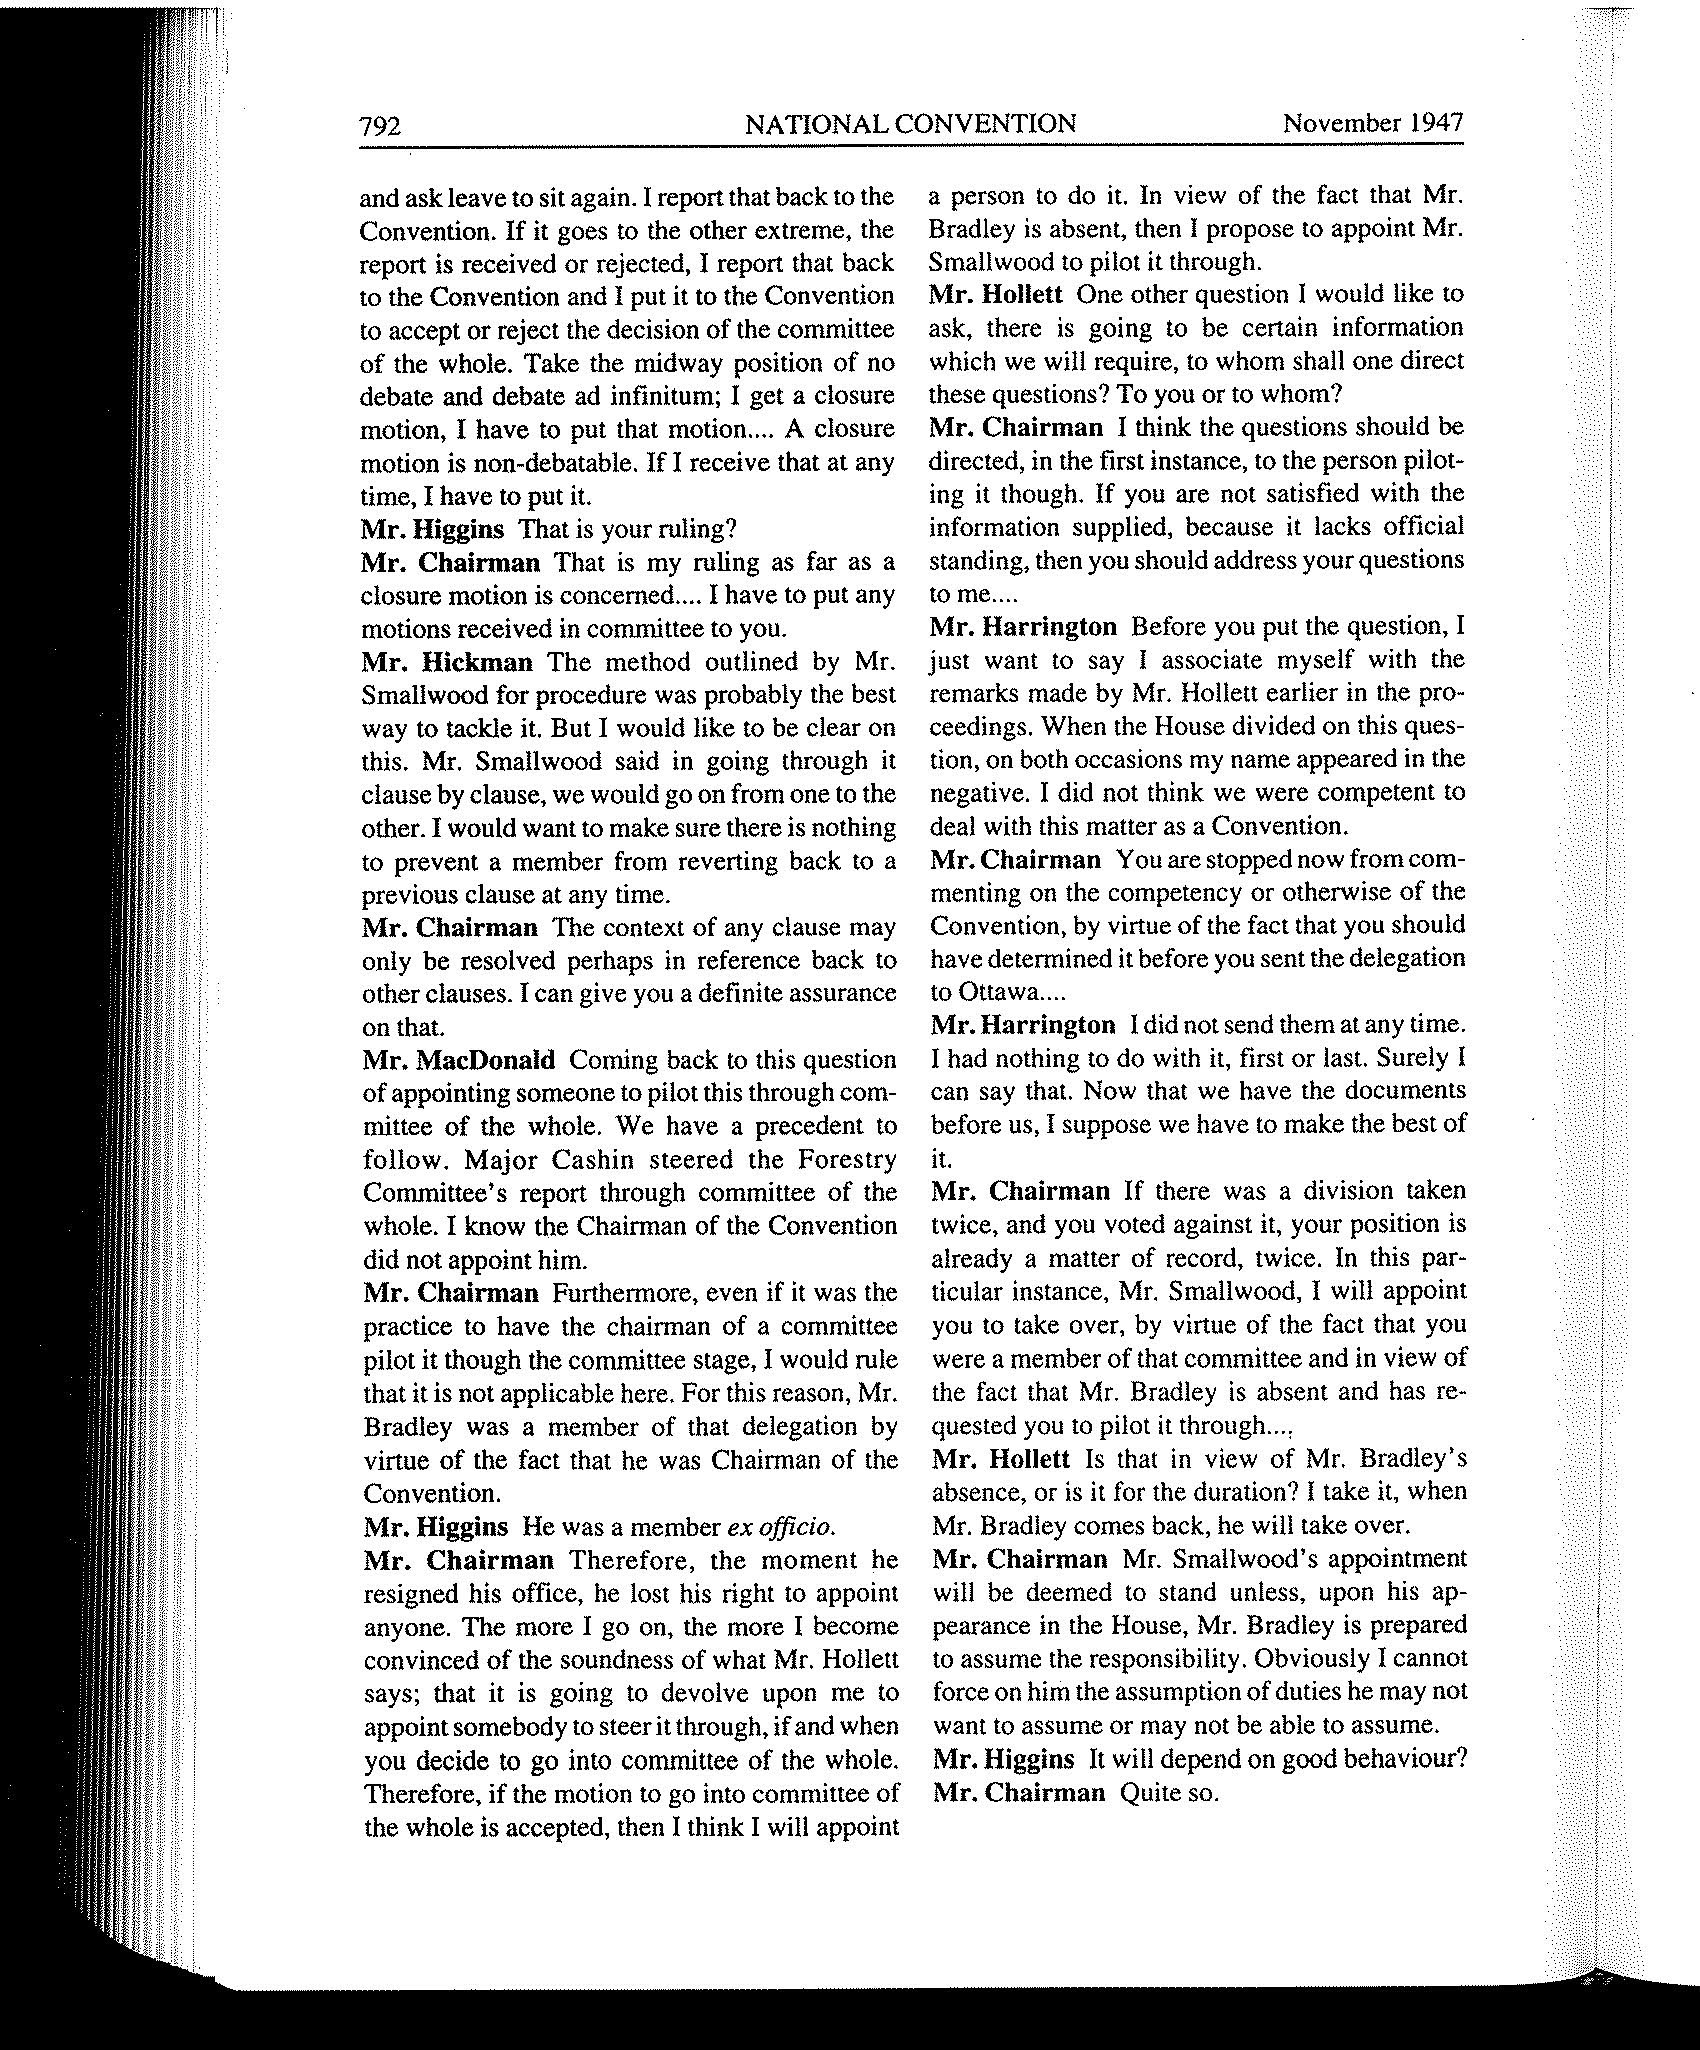 792 NATIONAL CONVENTION November 1947
and ask leave to sit again. I report that back to the
Convention. If it goes to the other extreme, the
report is received or rejected, I report that back
to the Convention and I put it to the Convention
to accept or reject the decision of the committee
of the whole. Take the midway position of no
debate and debate ad infinitum; I get a closure
motion, I have to put that motion.... A closure
motion is non-debatable. If I receive that at any
time, I have to put it.
Mr. Higgins That is your ruling?
Mr. Chairman That is my ruling as far as a
closure motion is concerned.... I have to put any
motions received in committee to you.
Mr. Hickman The method outlined by Mr.
Smallwood for procedure was probably the best
way to tackle it. But I would like to be clear on
this. Mr. Smallwood said in going through it
clause by clause, we would go on from one to the
other. I would want to make sure there is nothing
to prevent a member from reverting back to a
previous clause at any time.
Mr. Chairman The context of any clause may
only be resolved perhaps in reference back to
other clauses. I can give you a definite assurance
on that.
Mr. MacDonald Coming back to this question
of appointing someone to pilot this through com-
mittee of the whole. We have a precedent to
follow. Major Cashin steered the Forestry
Committee's report through committee of the
whole. I know the Chairman of the Convention
did not appoint him.
Mr. Chairman Furthermore, even if it was the
practice to have the chairman of a committee
pilot it though the committee stage, I would rule
that it is not applicable here. For this reason, Mr.
Bradley was a member of that delegation by
virtue of the fact that he was Chairman of the
Convention.
Mr. Higgins He was a member ex officio.
Mr. Chairman Therefore, the moment he
resigned his office, he lost his right to appoint
anyone. The more I go on, the more I become
convinced of the soundness of what Mr. Hollett
says; that it is going to devolve upon me to
appoint somebody to steer it through, if and when
you decide to go into committee of the whole.
Therefore, if the motion to go into committee of
the whole is accepted, then I think I will appoint
a person to do it. In view of the fact that Mr.
Bradley is absent, then I propose to appoint Mr.
Smallwood to pilot it through.
Mr. Hollett One other question I would like to
ask, there is going to be certain information
which we will require, to whom shall one direct
these questions? To you or to whom?
Mr. Chairman I think the questions should be
directed, in the first instance, to the person pilot-
ing it though. If you are not satisfied with the
information supplied, because it lacks official
standing, then you should address your questions
to me....
Mr. Harrington Before you put the question, I
just want to say I associate myself with the
remarks made by Mr. Hollett earlier in the pro-
ceedings. When the House divided on this ques-
tion, on both occasions my name appeared in the
negative. I did not think we were competent to
deal with this matter as a Convention.
Mr. Chairman You are stopped now from com-
menting on the competency or otherwise of the
Convention, by virtue of the fact that you should
have determined it before you sent the delegation
to Ottawa....
Mr. Harrington I did not send them at any time.
I had nothing to do with it, first or last. Surely I
can say that. Now that we have the documents
before us, I suppose we have to make the best of
it.
Mr. Chairman If there was a division taken
twice, and you voted against it, your position is
already a matter of record, twice. In this par-
ticular instance, Mr. Smallwood, I will appoint
you to take over, by virtue of the fact that you
were a member of that committee and in view of
the fact that Mr. Bradley is absent and has re-
quested you to pilot it through....
Mr. Hollett Is that in view of Mr. Bradley's
absence, or is it for the duration? I take it, when
Mr. Bradley comes back, he will take over.
Mr. Chairman Mr. Smallwood's appointment
will be deemed to stand unless, upon his ap-
pearance in the House, Mr. Bradley is prepared
to assume the responsibility. Obviously I cannot
force on him the assumption of duties he may not
want to assume or may not be able to assume.
Mr. Higgins It will depend on good behaviour?
Mr. Chairman Quite so.